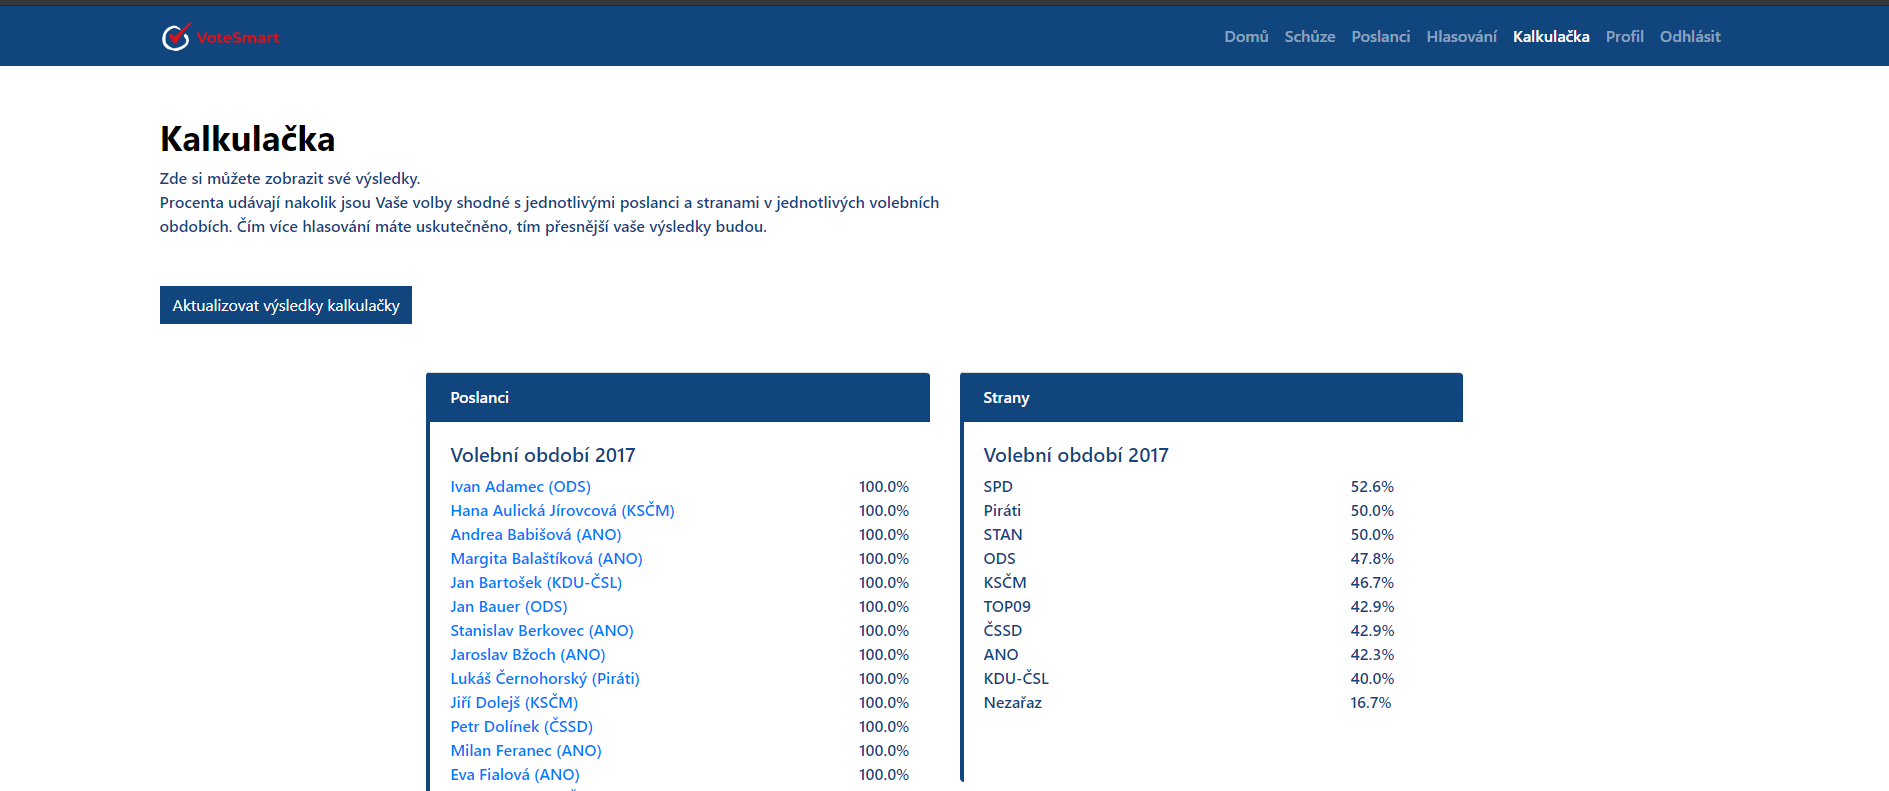 VoteSmart
Domů Schůze Poslanci Hlasování Kalkulačka Profil Odhlásit
Kalkulačka
Zde si můžete zobrazit své výsledky.
Procenta udávají nakolik jsou Vaše volby shodné s jednotlivými poslanci a stranami v jednotlivých volebních
obdobích. Čím více hlasování máte uskutečněno, tím přesnější vaše výsledky budou.
Aktualizovat výsledky kalkulačky
Poslanci
Volební období 2017
Ivan Adamec (ODS) 100.0%
Hana Aulická Jírovcová (KSČM) 100.0%
Andrea Babišová (ANO) 100.0%
Margita Balaštíková (ANO) 100.0%
Jan Bartošek (KDU-ČSL) 100.0%
Jan Bauer (ODS) 100.0%
Stanislav Berkovec (ANO) 100.0%
Jaroslav Bžoch (ANO) 100.0%
Lukáš Černohorský (Piráti) 100.0%
Jiří Dolejš (KSČM) 100.0%
Petr Dolínek (ČSSD) 100.0%
Milan Feranec (ANO) 100.0%
Eva Fialová (ANO) 100.0%
Strany
Volební období 2017
SPD 52.6%
Piráti 50.0%
STAN 50.0%
ODS 47.8%
KSČM 46.7%
TOP09 42.9%
ČSSD 42.9%
ANO 42.3%
KDU-ČSL 40.0%
Nezařaz 16.7%